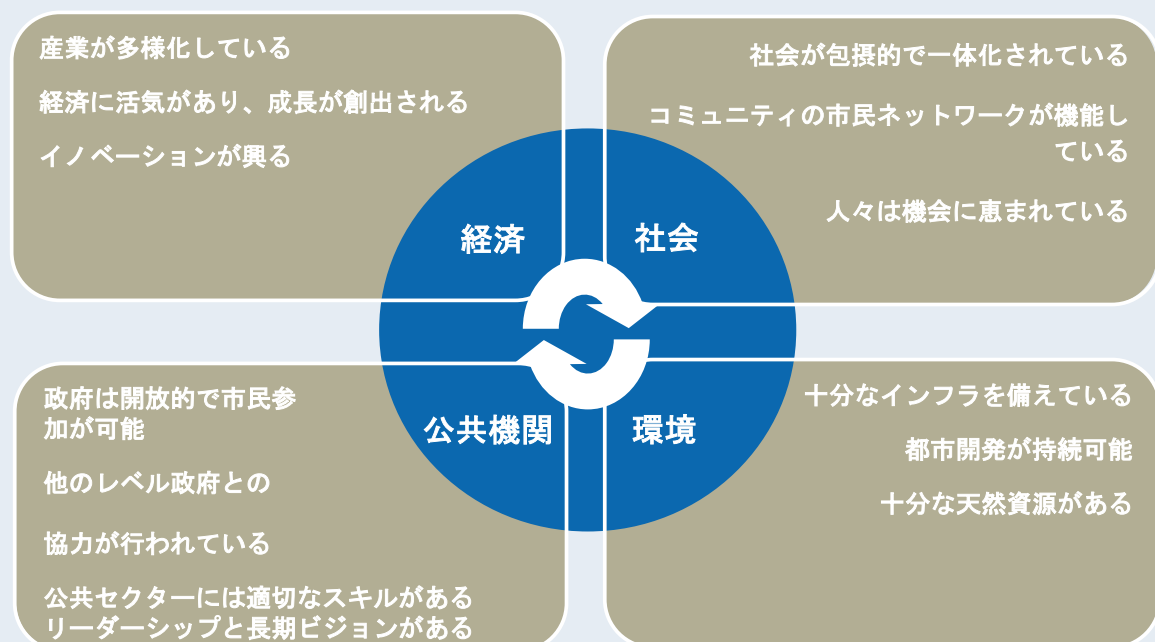 産業が多様化している
経済に活気があり、成長が創出される
イノベーションが興る
社会が包摂的で一体化されている
コミュニティの市民ネットワークが機能し
ている
人々は機会に恵まれている
経済
社会
公共機関
環境
政府は開放的で市民参
加が可能
他のレベル政府との
協力が行われている
公共セクターには適切なスキルがある
リーダーシップと長期ビジョンがある
十分なインフラを備えている
都市開発が持続可能
十分な天然資源がある